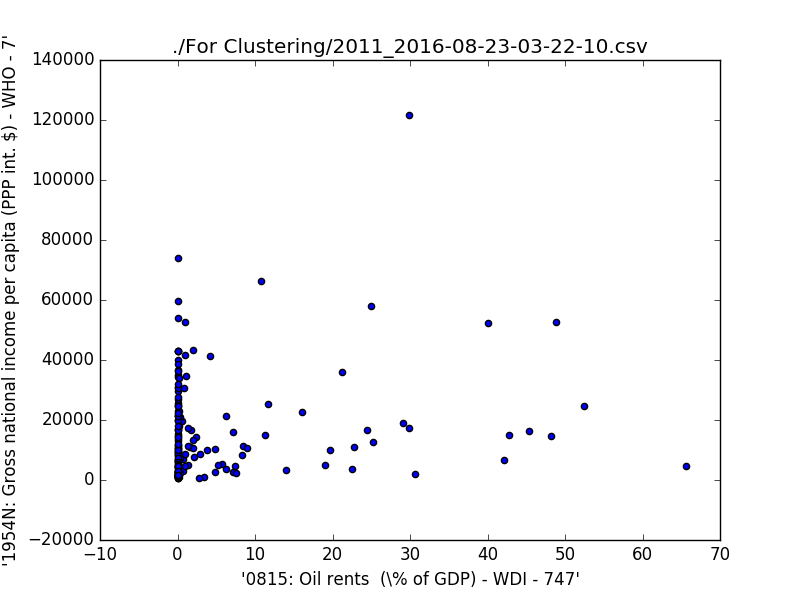 ./For Clustering/2011_2016-08-23-03-22-10.csv
'1954N: Gross national income per capita (PPP int. $) - WHO - 7'
140000
120000
100000
80000
60000
40000
20000
0
−20000
−10 0 10 20 30 40 50 60 70
'0815: Oil rents (\% of GDP) - WDI - 747'